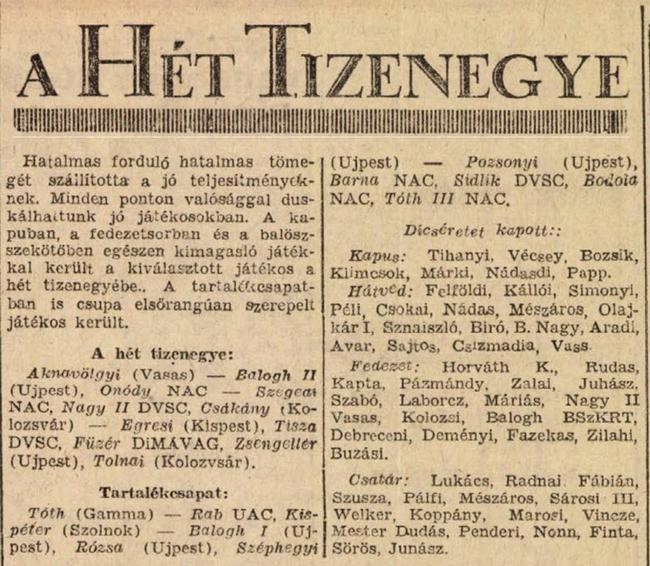 A HÉT TIZENEGYE
Hatalmas forduló hatalmas töme-
gét szállította a jó teljesítmények-
nek. Minden ponton valósággal dus-
kálhattunk jó játékosokban. A ka-
puban, a fedezetsorban és a balösz-
szekötőben egészen kimagasló játék-
kal került a kiválasztott játékos a
hét tizenegyébe.. A tartalékcsapat-
ban is csupa elsőrangúan szerepelt
játékos került.
A hét tizenegye:
Aknavölgyi (Vasas) — Balogh II
(Ujpest), Onódy NAC — Szegedi
NAC, Nagy II DVSC, Csákány (Ko-
lozsvár) — Egresi (Kispest), Tisza
DVSC, Füzér DiMÁVAG, Zsengellér
(Ujpest), Tolnai (Kolozvsár).
Tartalékcsapat:
Tóth (Gamma) — Rab UAC, Kis-
péter (Szolnok) — Balogh I (Uj-
pest), Rózsa (Ujpest), Széphegyi
(Ujpest) — Pozsonyi (Ujpest),
Barna NAC, Sidlik DVSC, Bodola
NAC, Tóth III NAC.
Dicséretet kapott::
Kapus: Tihanyi, Vécsey, Bozsik,
Klimcsok, Márki, Nádasdi, Papp.
Hátvéd: Felföldi, Kállói, Simonyi,
Péli, Csokai, Nádas, Mészáros, Olaj-
kár I, Sznaiszló, Biró, B. Nagy, Aradi,
Avar, Sajtos, Csizmadia, Vass
Fedezet: Horváth K., Rudas,
Kapta, Pázmándy, Zalai, Juhász,
Szabó, Laborcz, Máriás, Nagy II
Vasas, Kolozsi, Balogh BSzKRT,
Debreceni, Deményi, Fazekas, Zilahi,
Buzási.
Csatár: Lukács, Radnai Fábián,
Szusza, Pálfi, Mészáros, Sárosi III,
Welker, Koppány, Marosi, Vincze,
Mester Dudás, Penderi, Nonn, Finta,
Sörös, Junász.